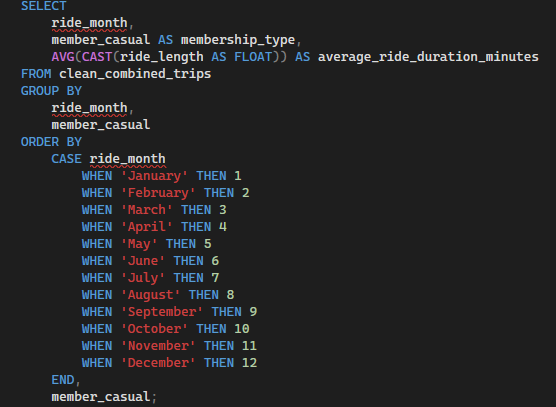 SELECT
ride_month,
member_casual AS membership_type,
AVG(CAST(ride_length AS FLOAT)) AS average_ride_duration_minutes
FROM clean_combined_trips
GROUP BY
ride_month,
member_casual
ORDER BY
CASE ride_month
WHEN 'January' THEN 1
WHEN 'February' THEN 2
WHEN 'March' THEN 3
WHEN 'April' THEN 4
WHEN 'May' THEN 5
WHEN 'June' THEN 6
WHEN 'July' THEN 7
WHEN 'August' THEN 8
WHEN 'September' THEN 9
WHEN 'October' THEN 10
WHEN 'November' THEN 11
WHEN 'December' THEN 12
END,
member_casual;